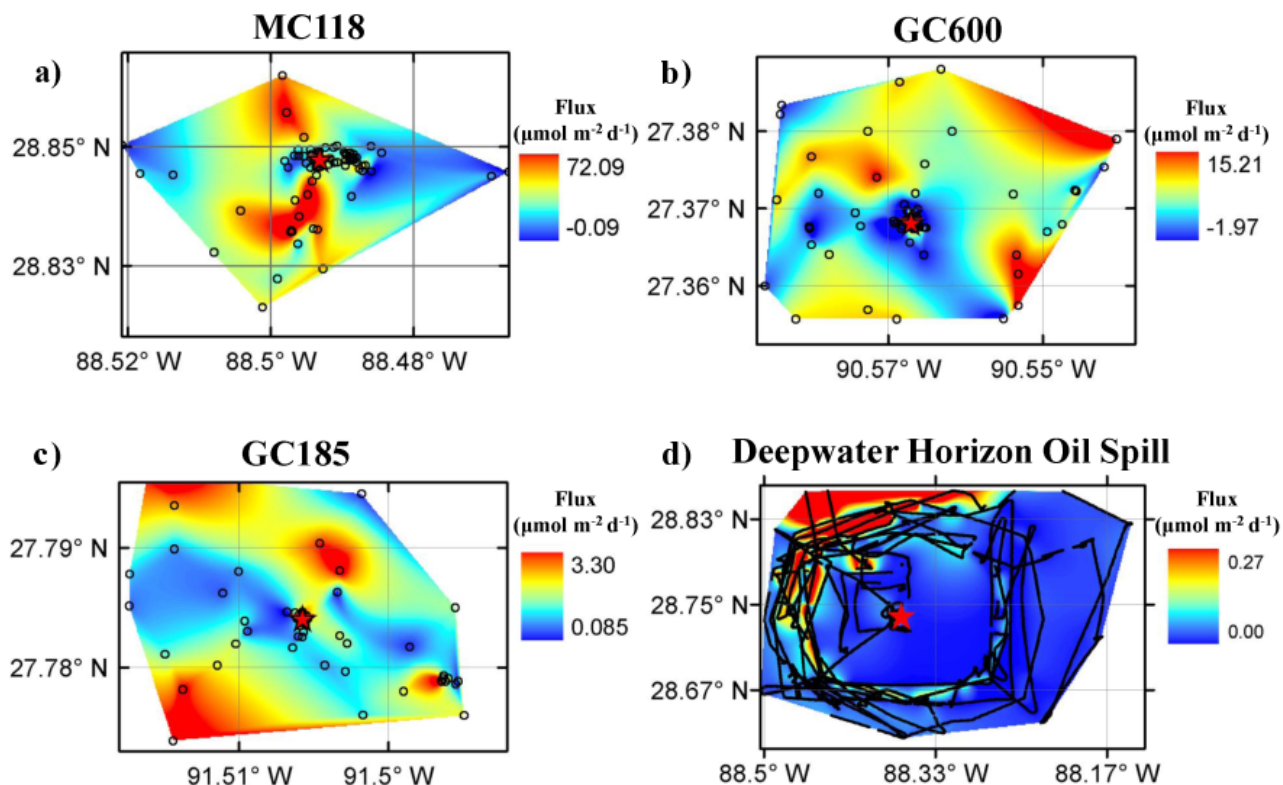 MC118
a)
Flux
(µmol m⁻² d⁻¹)
72.09
-0.09
28.85° N
28.83° N
88.52° W 88.5° W 88.48° W
GC600
b)
Flux
(µmol m⁻² d⁻¹)
15.21
-1.97
27.38° N
27.37° N
27.36° N
90.57° W 90.55° W
GC185
c)
Flux
(µmol m⁻² d⁻¹)
3.30
0.085
27.79° N
27.78° N
91.51° W 91.5° W
d) Deepwater Horizon Oil Spill
Flux
(µmol m⁻² d⁻¹)
0.27
0.00
28.83° N
28.75° N
28.67° N
88.5° W 88.33° W 88.17° W